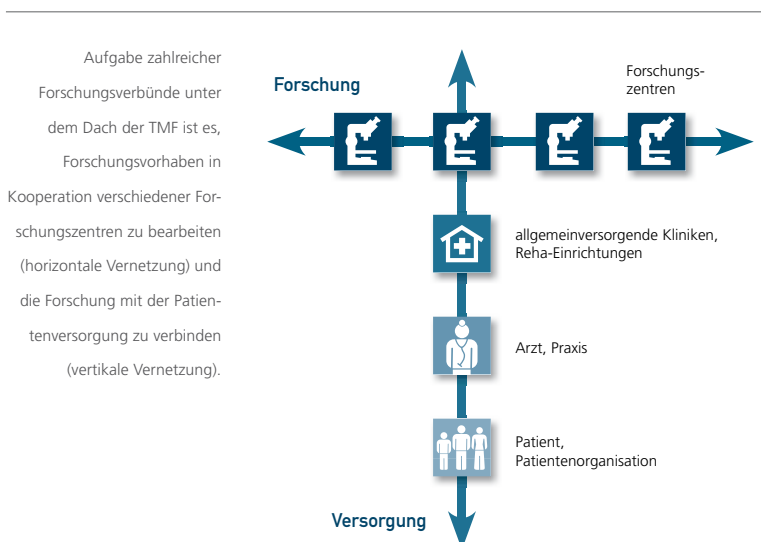 Aufgabe zahlreicher
Forschungsverbünde unter
dem Dach der TMF ist es,
Forschungsvorhaben in
Kooperation verschiedener For-
schungszentren zu bearbeiten
(horizontale Vernetzung) und
die Forschung mit der Patien-
tenversorgung zu verbinden
(vertikale Vernetzung).
Forschung
Forschungs-
zentren
allgemeinversorgende Kliniken,
Reha-Einrichtungen
Arzt, Praxis
Patient,
Patientenorganisation
Versorgung